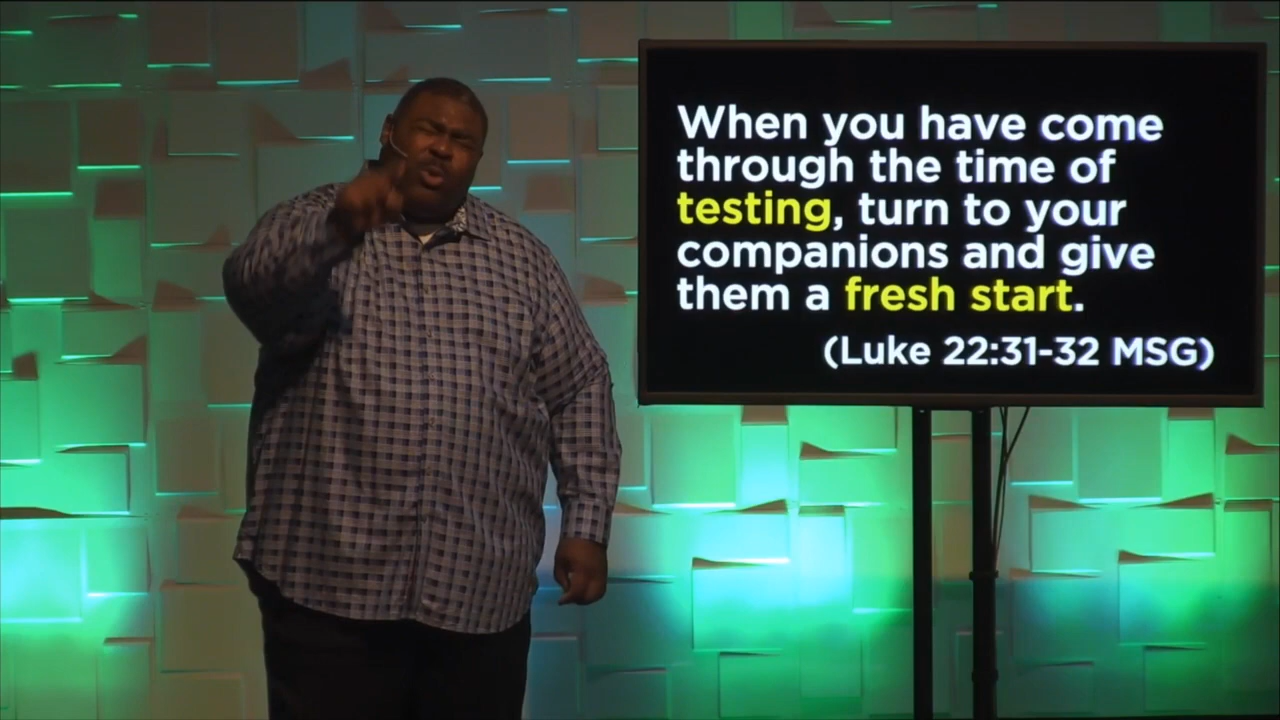 When you have come
through the time of
testing, turn to your
companions and give
them a fresh start.
(Luke 22:31-32 MSG)